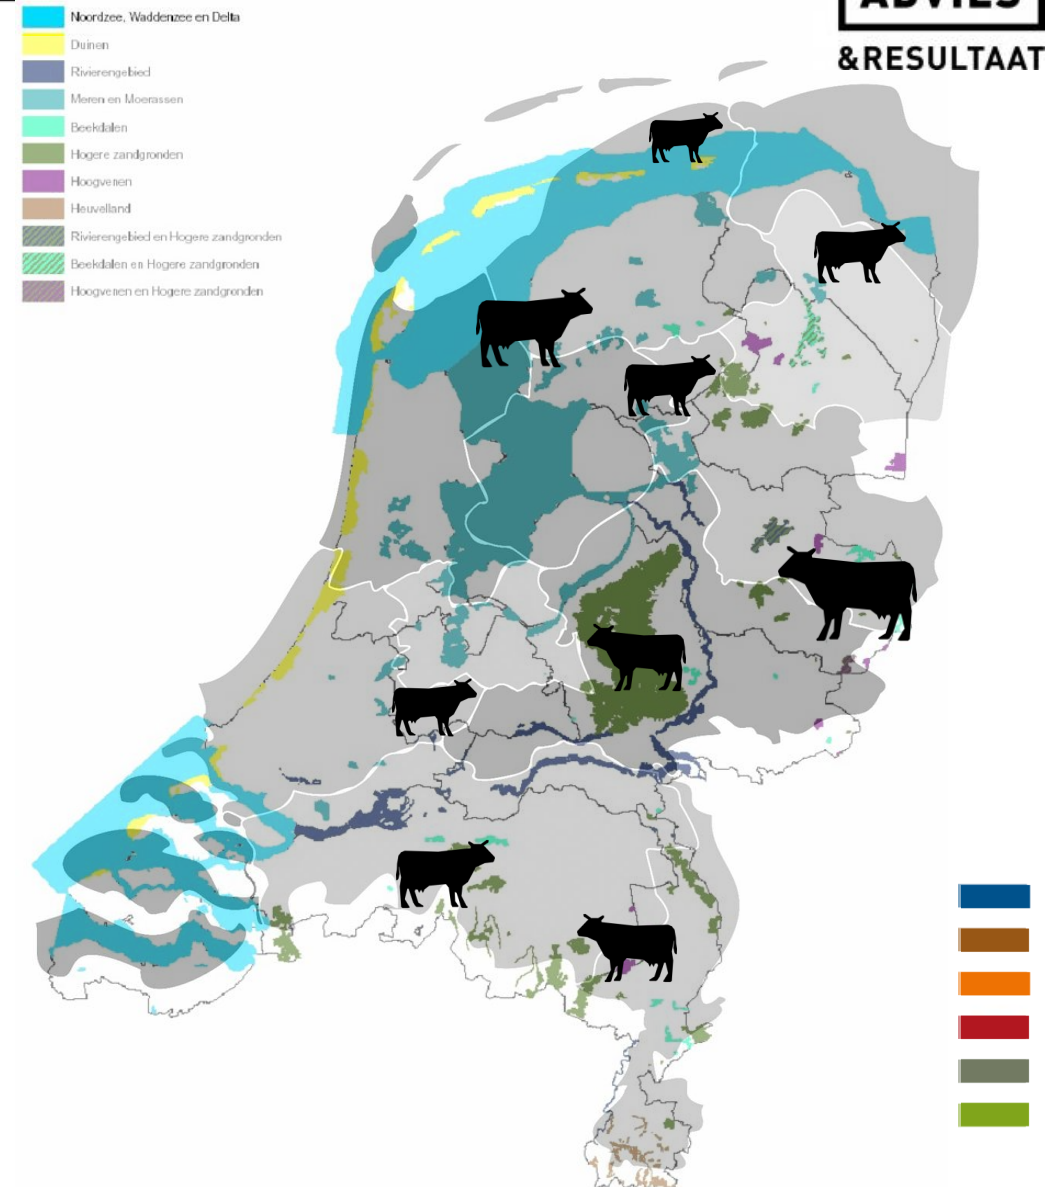 ADVIES
&RESULTAAT
Noordzee, Waddenzee en Delta
Duinen
Rivierengebied
Meren en Moerassen
Beekdalen
Hogere zandgronden
Hoogvenen
Heuvelland
Rivierengebied en Hogere zandgronden
Beekdalen en Hogere zandgronden
Hoogvenen en Hogere zandgronden